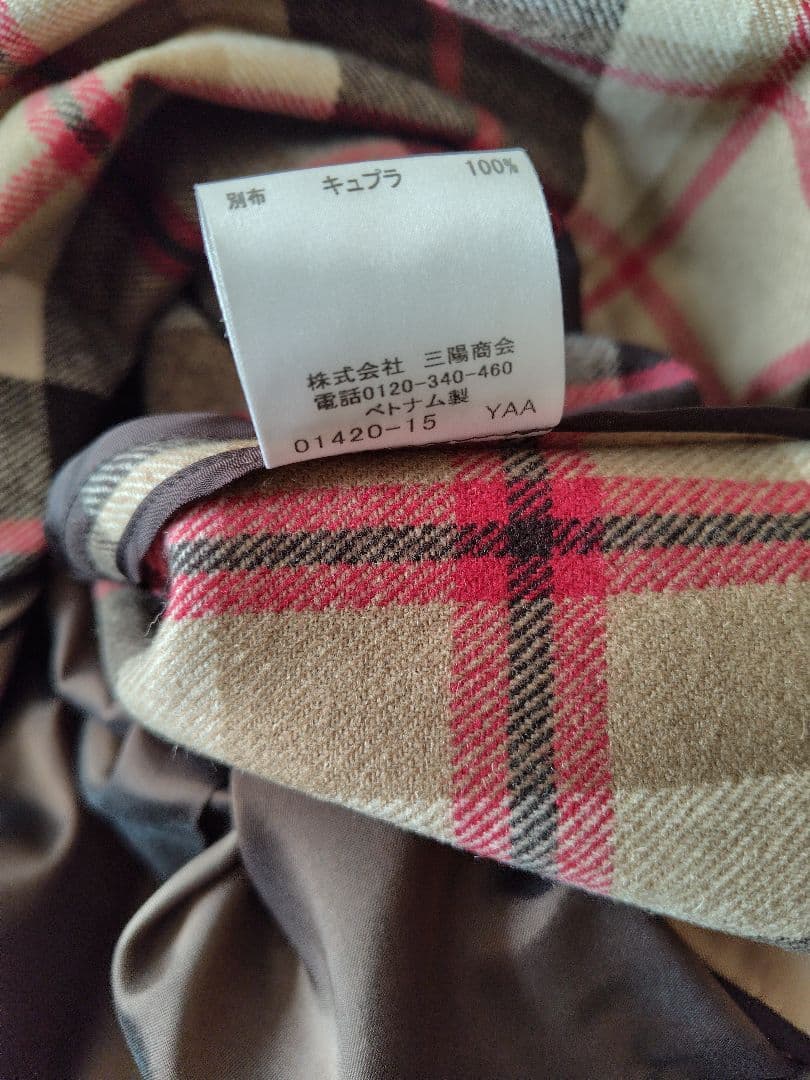 別布 キュプラ 100%
株式会社 三陽商会
電話0120-340-460
ベトナム製
01420-15 YAA